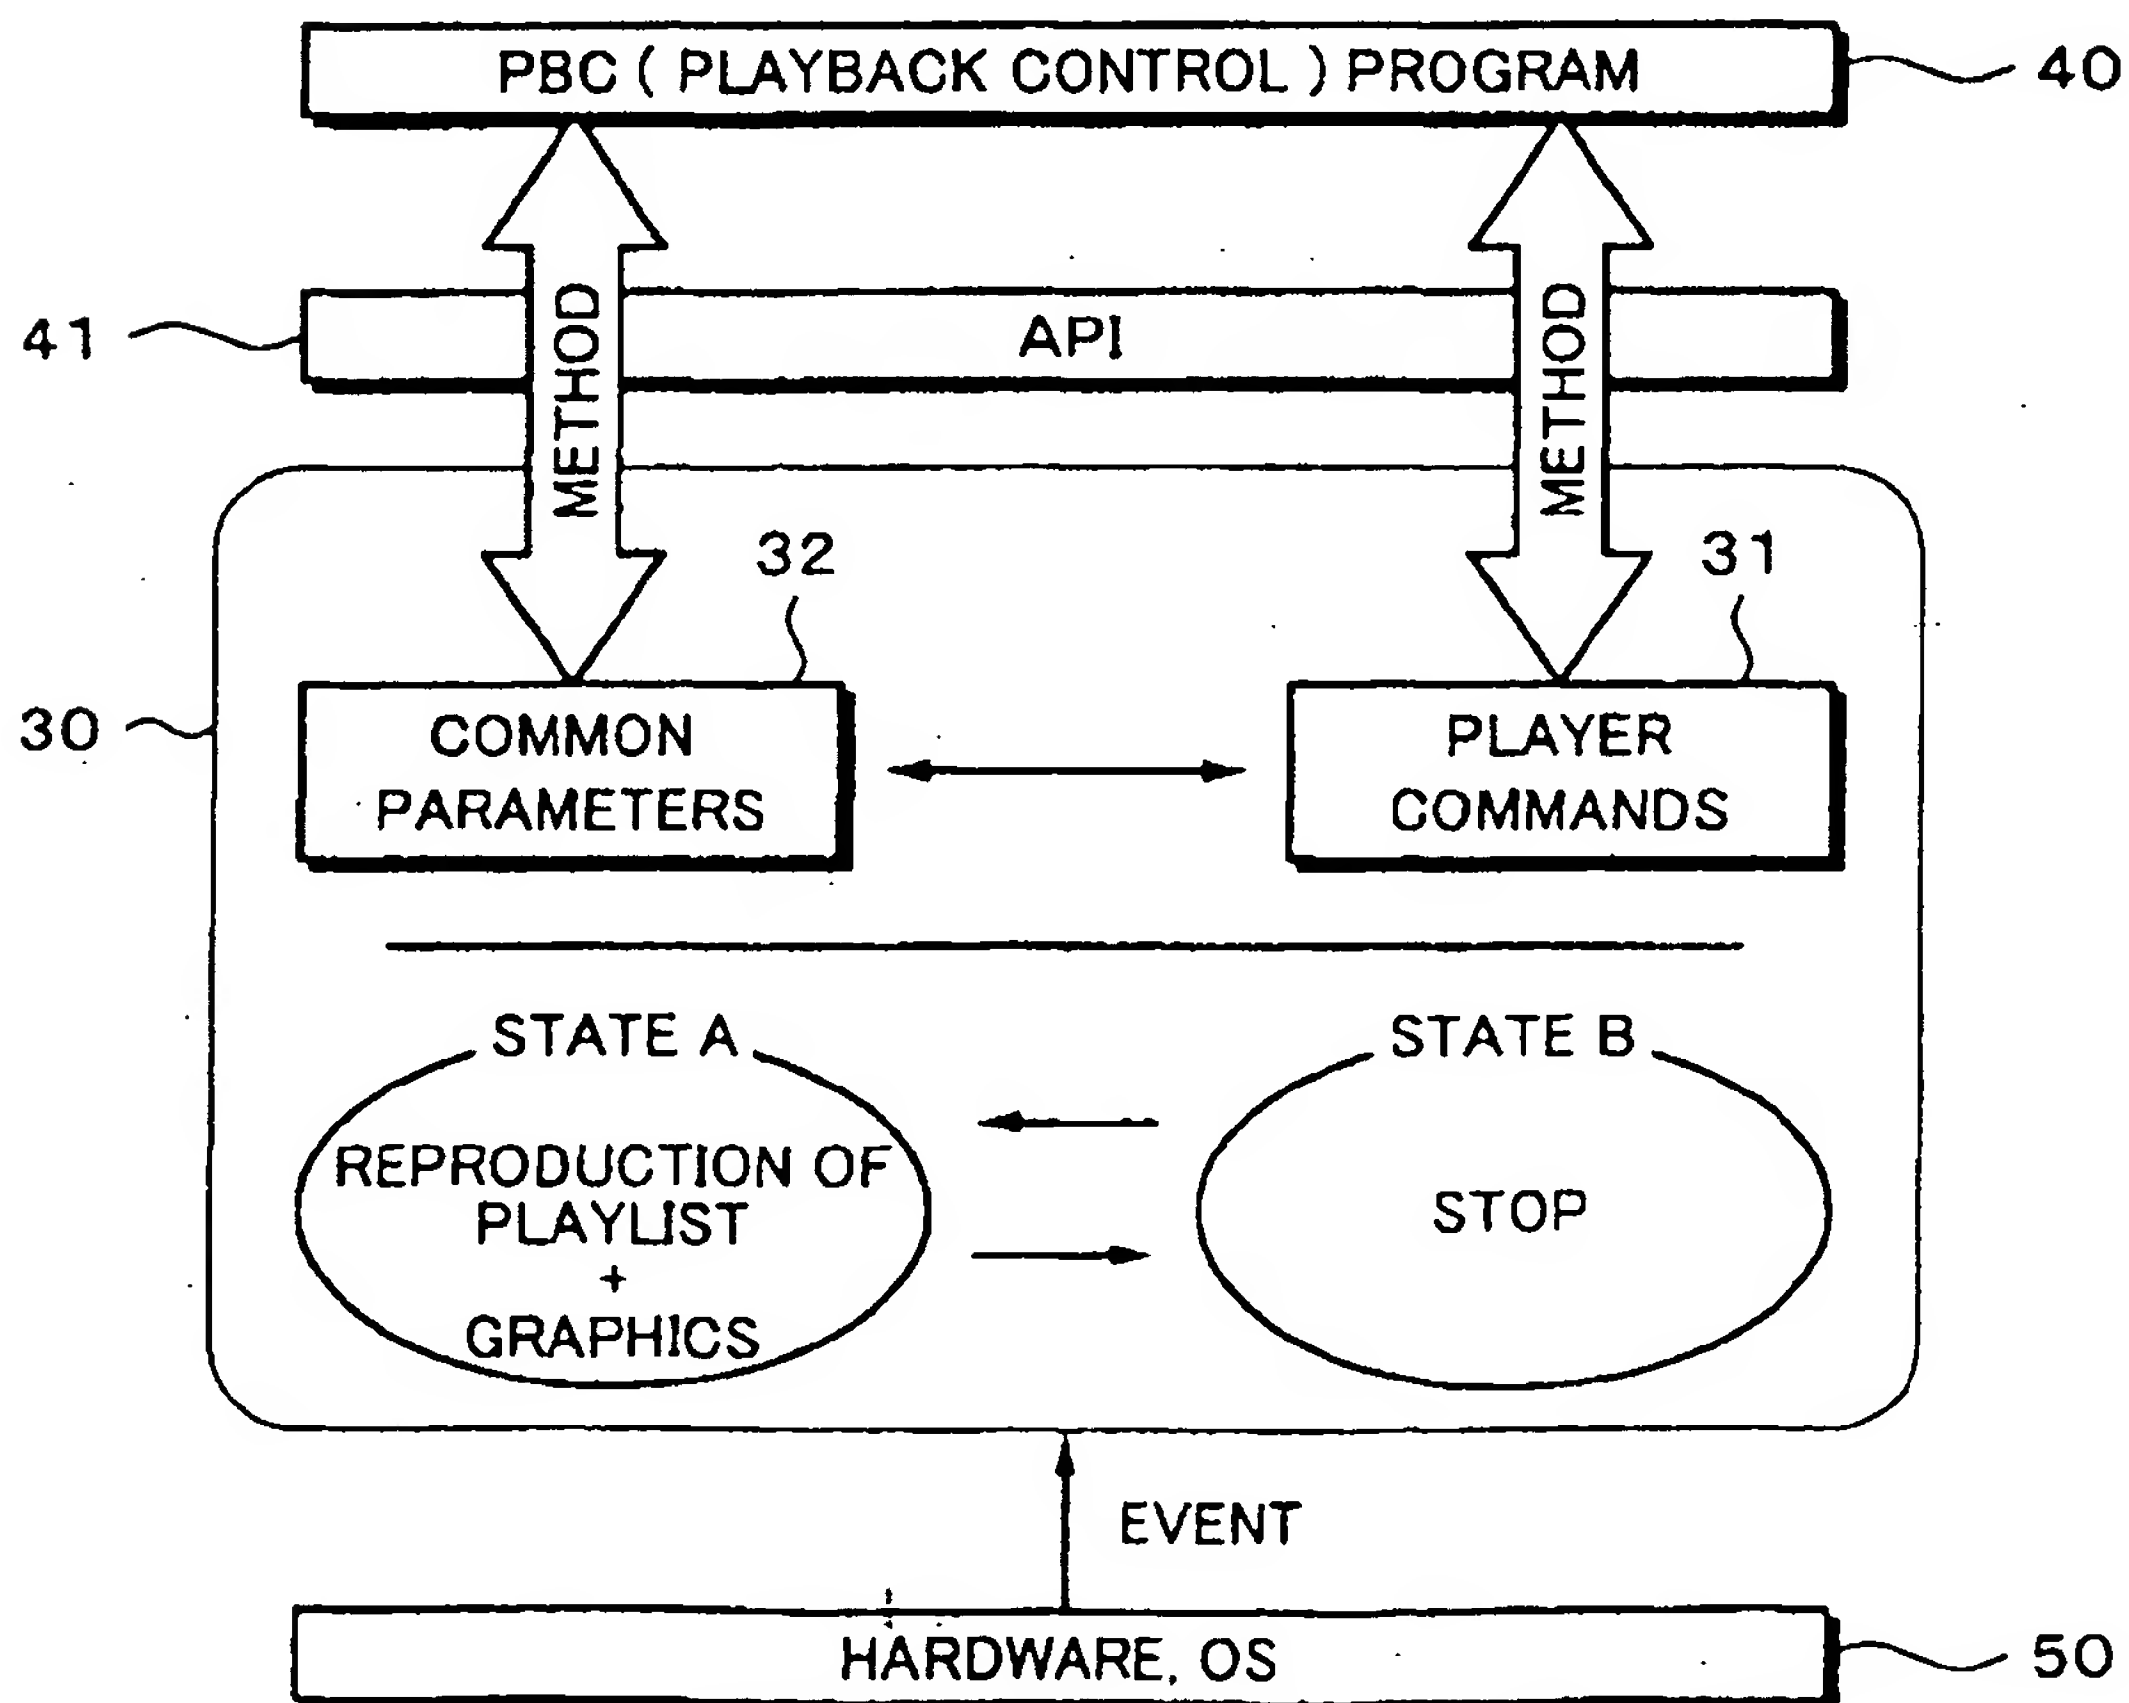 PBC ( PLAYBACK CONTROL ) PROGRAM
40
41
API
METHOD
METHOD
32
31
30
COMMON
PARAMETERS
PLAYER
COMMANDS
STATE A
STATE B
REPRODUCTION OF
PLAYLIST
+
GRAPHICS
STOP
EVENT
HARDWARE, OS
50